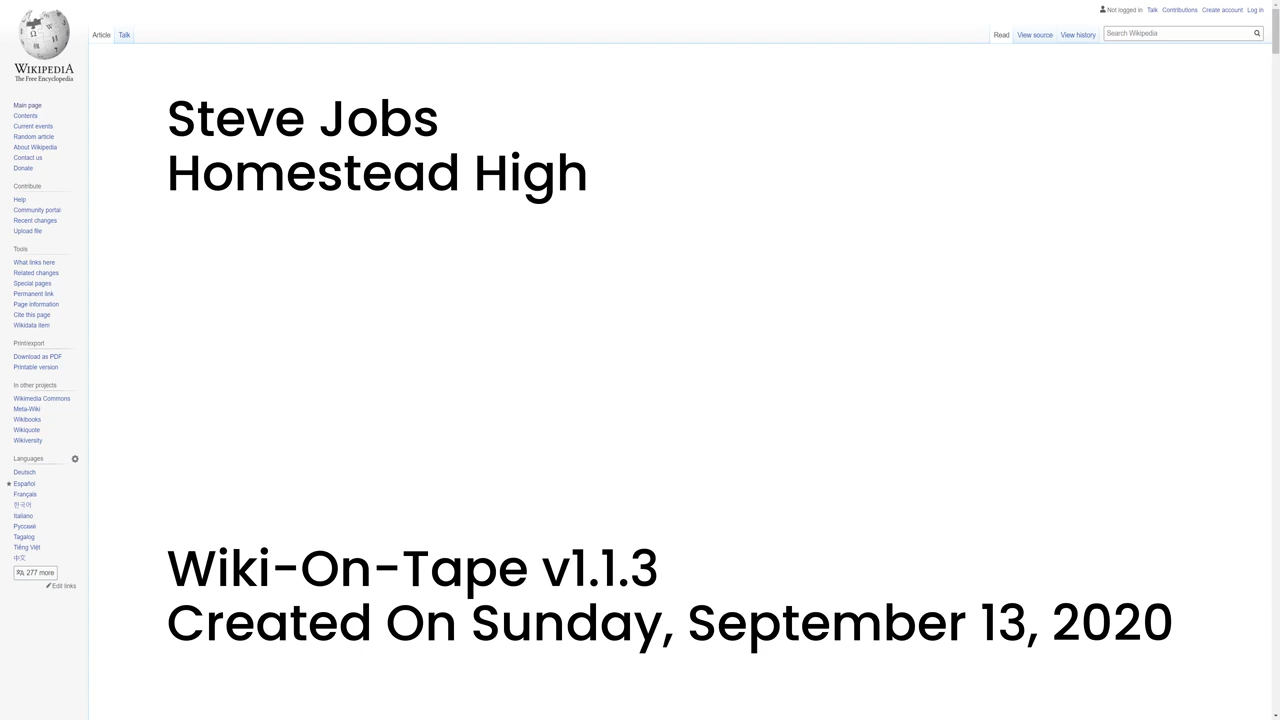 Not logged in Talk Contributions Create account Log in
Article Talk Read View source View history Search Wikipedia
WIKIPEDIA
The Free Encyclopedia
Main page
Contents
Current events
Random article
About Wikipedia
Contact us
Donate
Contribute
Help
Community portal
Recent changes
Upload file
Tools
What links here
Related changes
Special pages
Permanent link
Page information
Cite this page
Wikidata item
Print/export
Download as PDF
Printable version
In other projects
Wikimedia Commons
Meta-Wiki
Wikibooks
Wikiquote
Wikiversity
Languages
Deutsch
Español
Français
한국어
Italiano
Русский
Tagalog
Tiếng Việt
中文
277 more
Edit links
Steve Jobs
Homestead High
Wiki-On-Tape v1.1.3
Created On Sunday, September 13, 2020